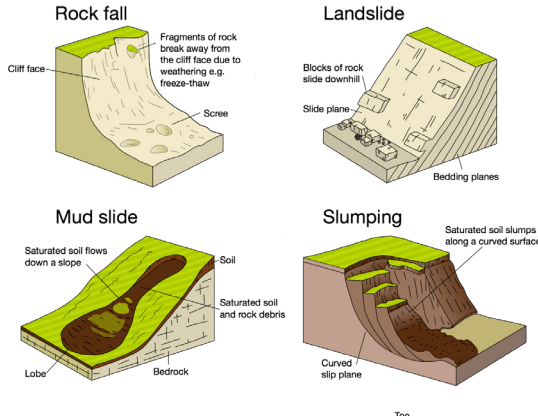 Rock fall
Fragments of rock
break away from
the cliff face due to
weathering e.g.
freeze-thaw
Cliff face
Scree
Landslide
Blocks of rock
slide downhill
Slide plane
Bedding planes
Mud slide
Saturated soil flows
down a slope
Soil
Saturated soil
and rock debris
Lobe
Bedrock
Slumping
Saturated soil slumps
along a curved surface
Curved
slip plane